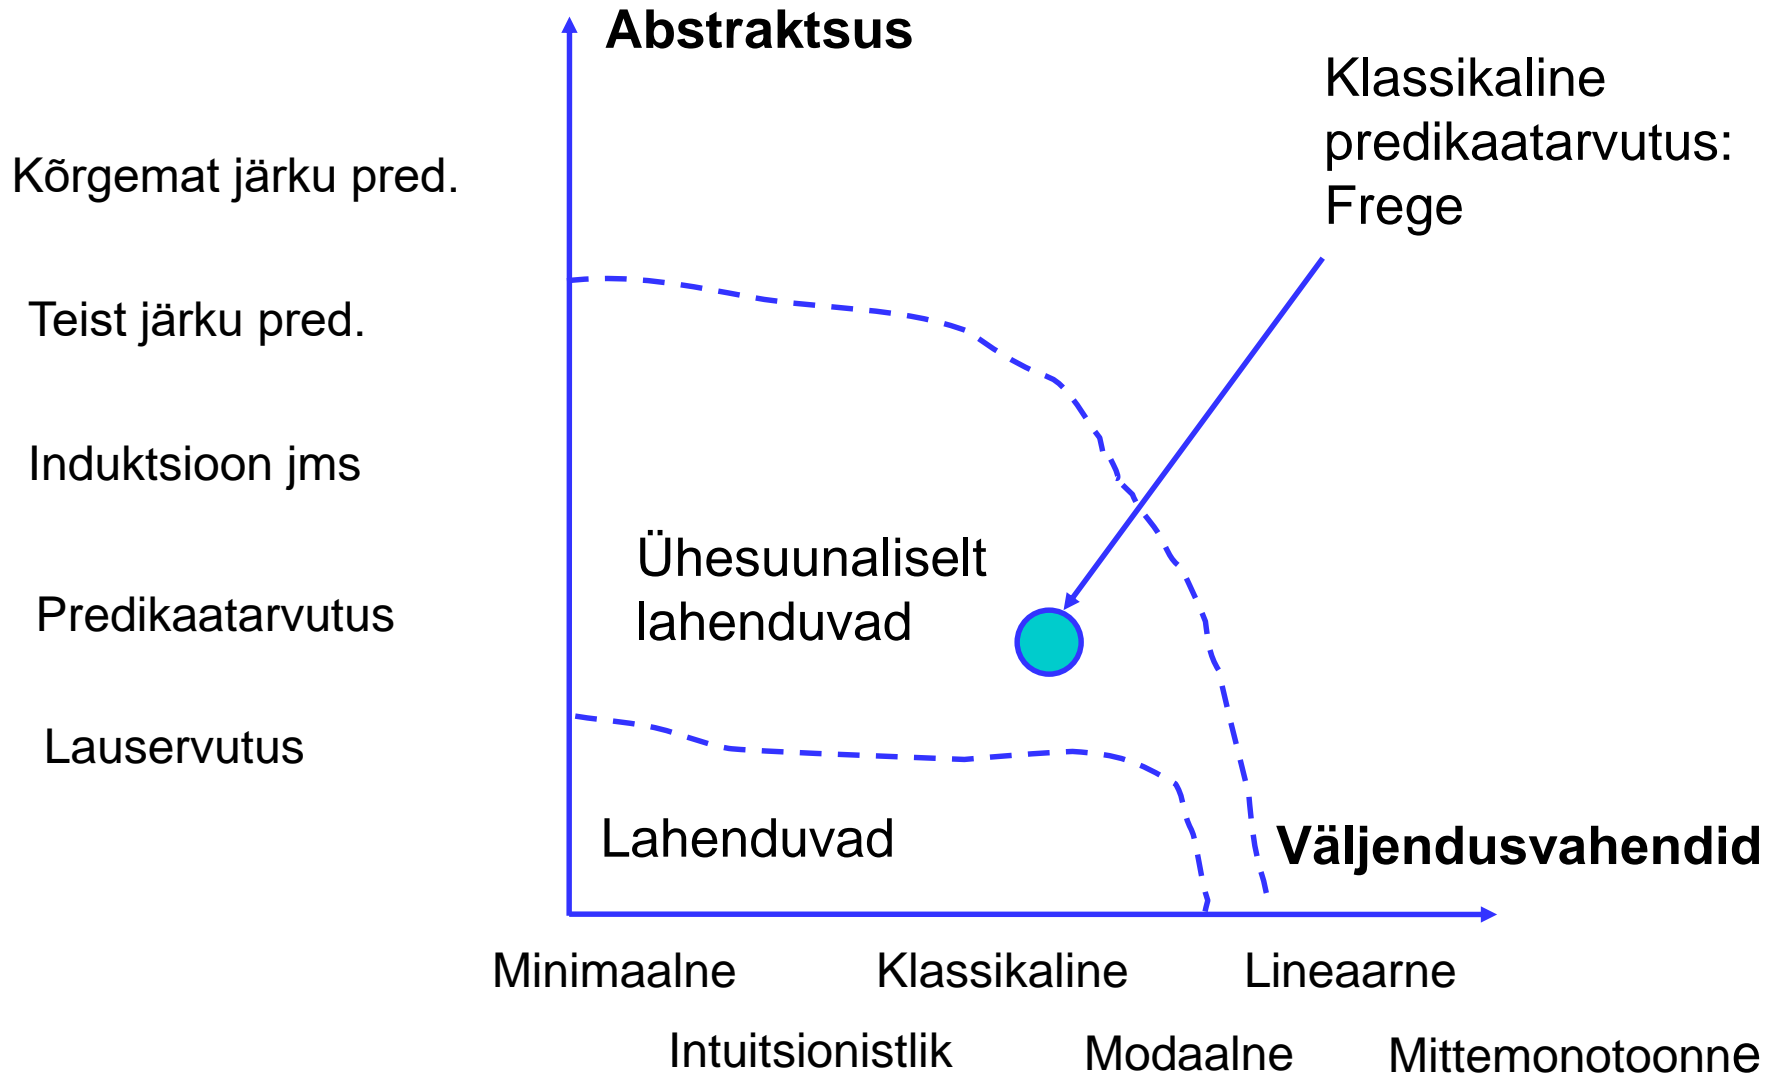 Abstraktsus
Klassikaline
predikaatarvutus:
Frege
Kõrgemat järku pred.
Teist järku pred.
Induktsioon jms
Ühesuunaliselt
lahenduvad
Predikaatarvutus
Lauservutus
Lahenduvad
Väljendusvahendid
Minimaalne
Klassikaline
Lineaarne
Intuitsionistlik
Modaalne
Mittemonotoonne